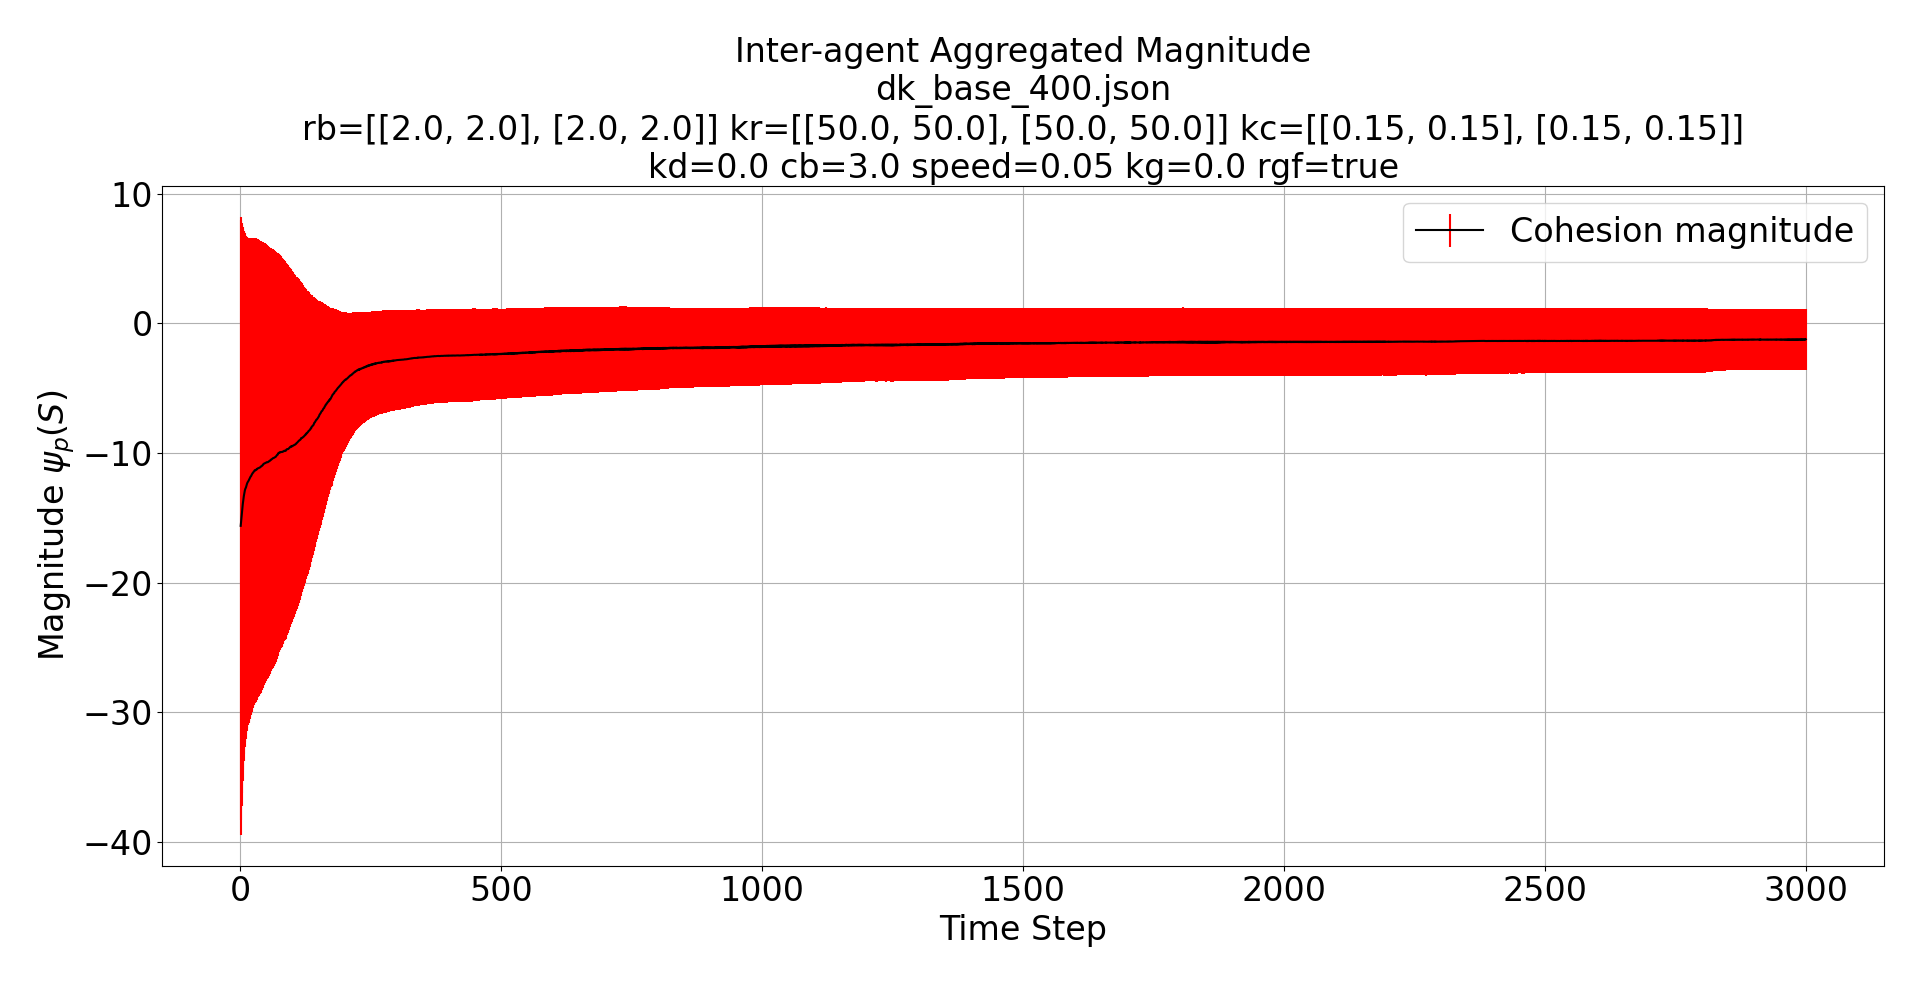 Inter-agent Aggregated Magnitude
dk_base_400.json
rb=[[2.0, 2.0], [2.0, 2.0]] kr=[[50.0, 50.0], [50.0, 50.0]] kc=[[0.15, 0.15], [0.15, 0.15]]
kd=0.0 cb=3.0 speed=0.05 kg=0.0 rgf=true
Cohesion magnitude
Magnitude ψ_p(S)
10
0
−10
−20
−30
−40
0 500 1000 1500 2000 2500 3000
Time Step